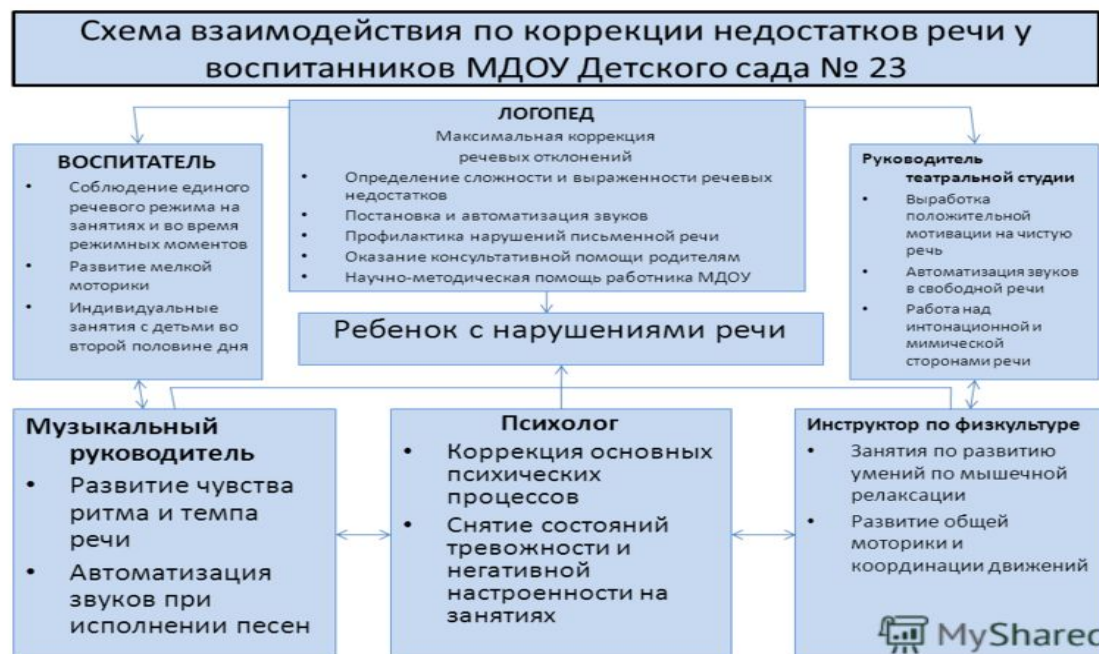 Схема взаимодействия по коррекции недостатков речи у
воспитанников МДОУ Детского сада № 23
ЛОГОПЕД
Максимальная коррекция
речевых отклонений
• Определение сложности и выраженности речевых
недостатков
• Постановка и автоматизация звуков
• Профилактика нарушений письменной речи
• Оказание консультативной помощи родителям
• Научно-методическая помощь работника МДОУ
ВОСПИТАТЕЛЬ
• Соблюдение единого
речевого режима на
занятиях и во время
режимных моментов
• Развитие мелкой
моторики
• Индивидуальные
занятия с детьми во
второй половине дня
Руководитель
театральной студии
• Выработка
положительной
мотивации на чистую
речь
• Автоматизация звуков
в свободной речи
• Работа над
интонационной и
мимической
сторонами речи
Ребенок с нарушениями речи
Музыкальный
руководитель
• Развитие чувства
ритма и темпа
речи
• Автоматизация
звуков при
исполнении песен
Психолог
• Коррекция основных
психических
процессов
• Снятие состояний
тревожности и
негативной
настроенности на
занятиях
Инструктор по физкультуре
• Занятия по развитию
умений по мышечной
релаксации
• Развитие общей
моторики и
координации движений
MyShared